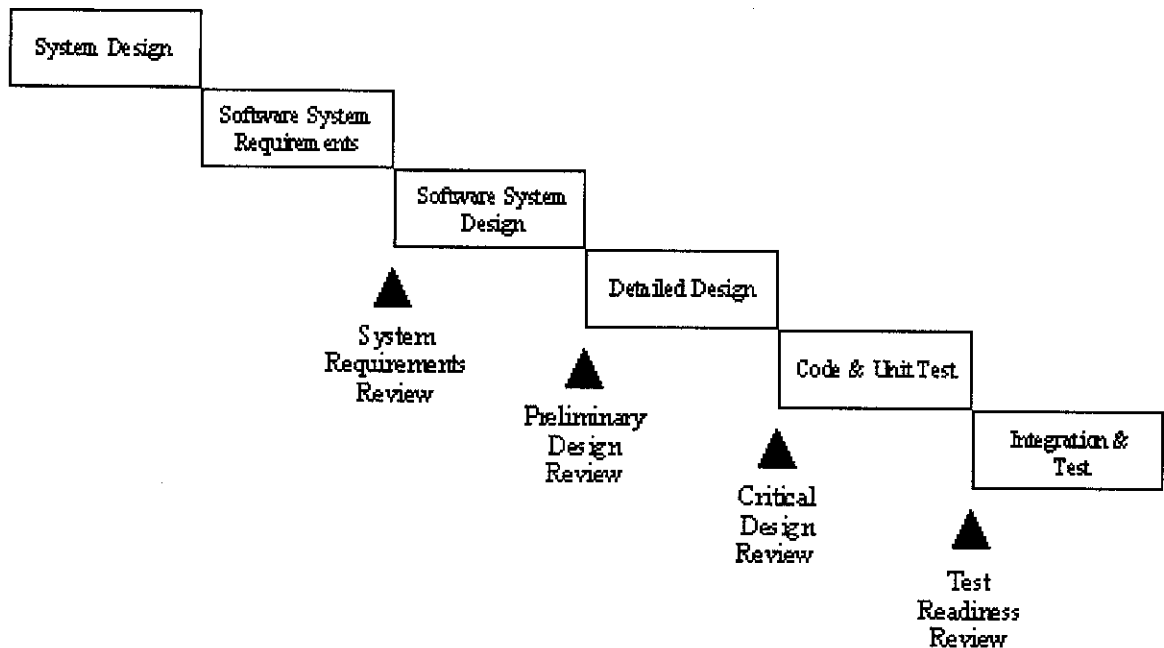 System Design
Software System
Requirements
Software System
Design
Detailed Design
System
Requirements
Review
Code & Unit Test
Preliminary
Design
Review
Integration &
Test
Critical
Design
Review
Test
Readiness
Review